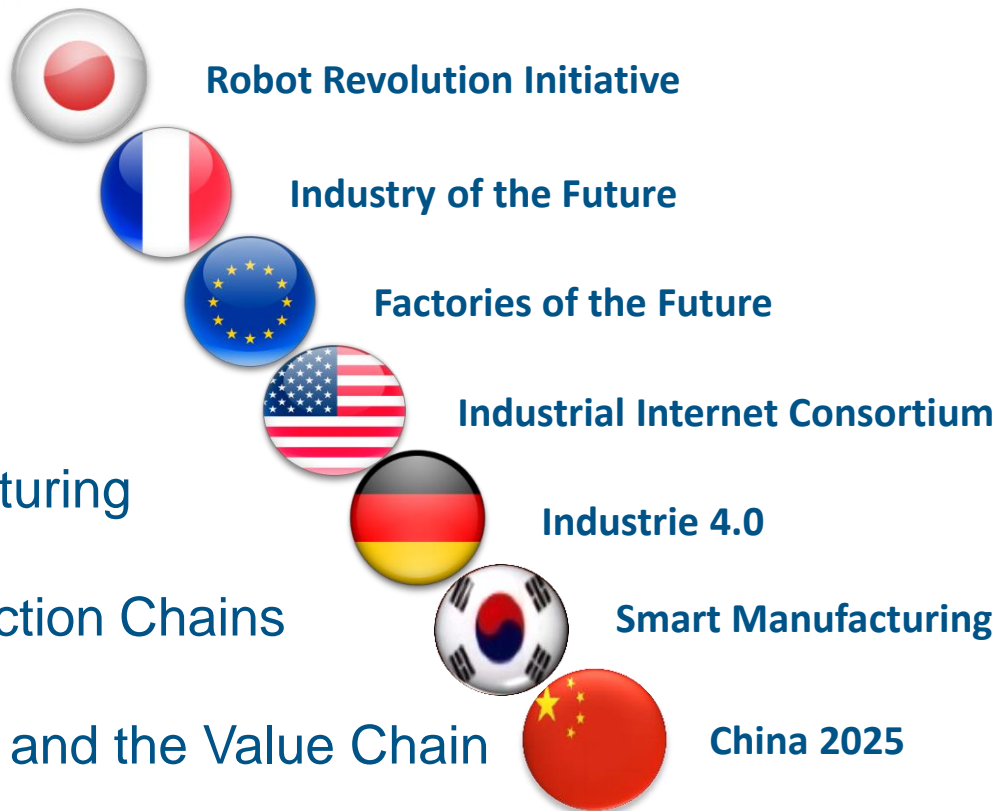 Robot Revolution Initiative
Industry of the Future
Factories of the Future
Industrial Internet Consortium
turing
Industrie 4.0
ction Chains
Smart Manufacturing
and the Value Chain
China 2025